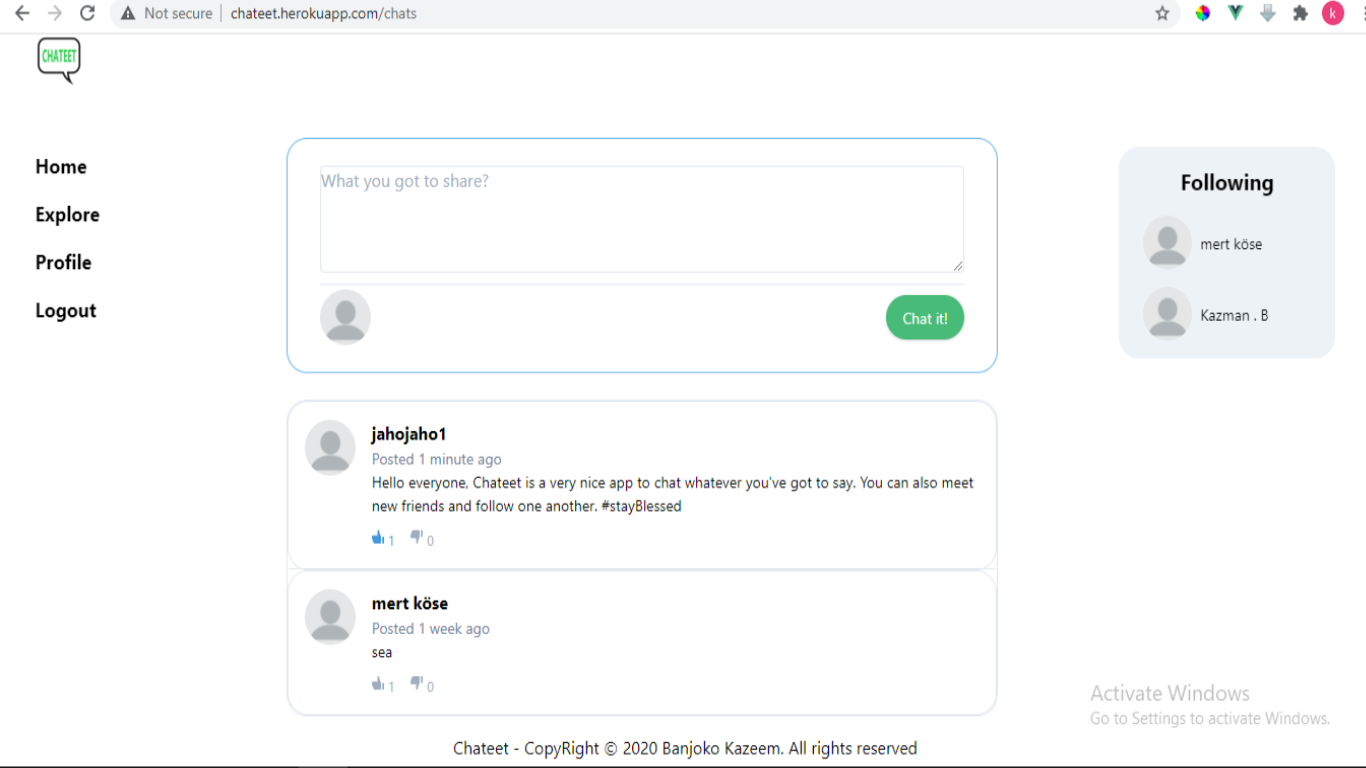 Not secure | chateet.herokuapp.com/chats
k
CHATEET
Home
Explore
Profile
Logout
What you got to share?
Chat it!
Following
mert köse
Kazman . B
jahojaho1
Posted 1 minute ago
Hello everyone, Chateet is a very nice app to chat whatever you've got to say. You can also meet
new friends and follow one another. #stayBlessed
1 0
mert köse
Posted 1 week ago
sea
1 0
Activate Windows
Go to Settings to activate Windows.
Chateet - CopyRight © 2020 Banjoko Kazeem. All rights reserved